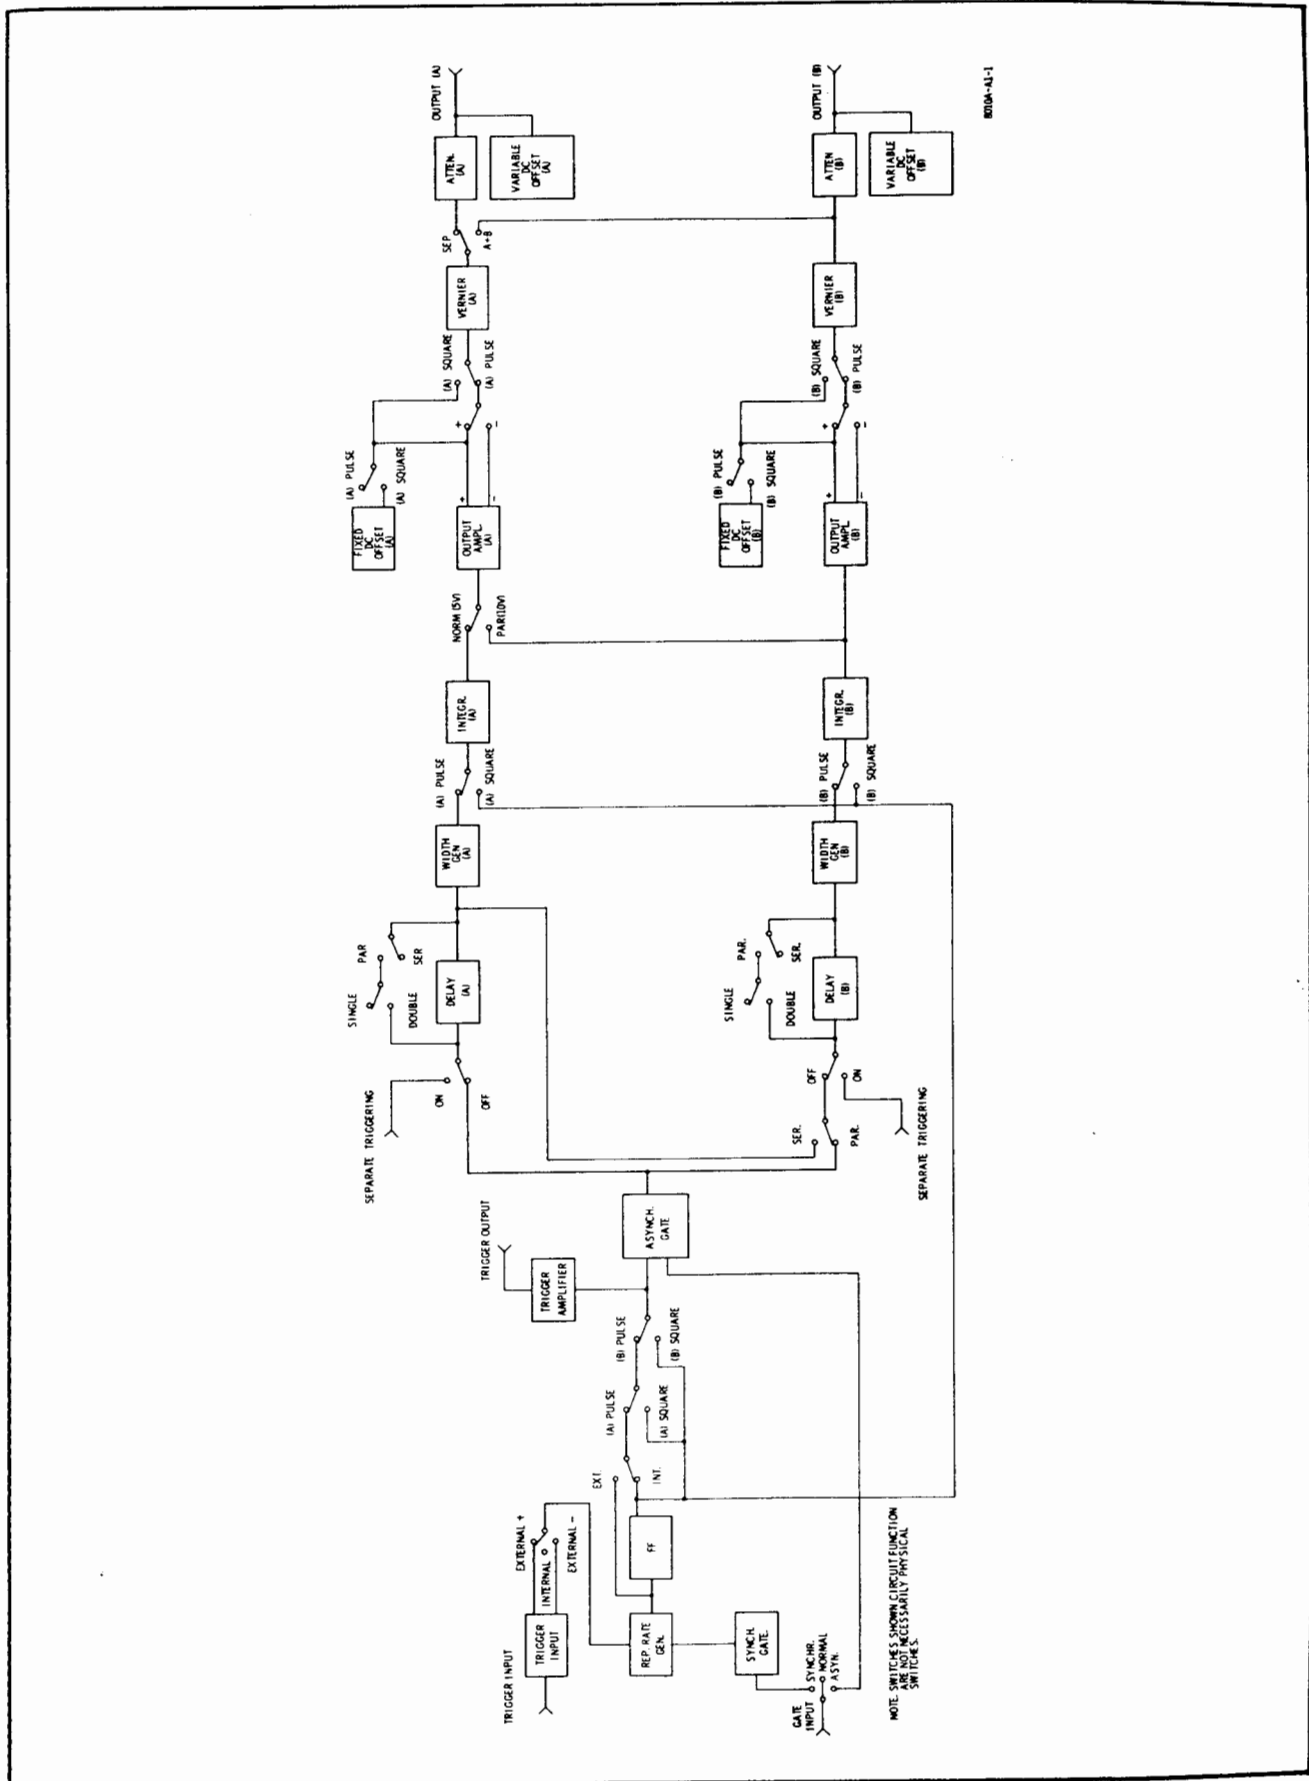 TRIGGER INPUT
TRIGGER
INPUT
EXTERNAL +
INTERNAL
EXTERNAL -
REP. RATE
GEN.
FF
EXT.
INT.
SYNCH.
GATE.
GATE
INPUT
SYNCHR.
NORMAL
ASYN.
NOTE. SWITCHES SHOWN CIRCUIT FUNCTION
ARE NOT NECESSARILY PHYSICAL
SWITCHES.
(A) PULSE
(A) SQUARE
(B) PULSE
(B) SQUARE
TRIGGER OUTPUT
TRIGGER
AMPLIFIER
ASYNCH.
GATE
SEPARATE TRIGGERING
ON
OFF
SINGLE
DOUBLE
PAR
SER
DELAY
(A)
WIDTH
GEN
(A)
(A) PULSE
(A) SQUARE
INTEGR.
(A)
NORM (5V)
PAR(10V)
OUTPUT
AMPL.
(A)
+
-
FIXED
DC
OFFSET
(A)
(A) PULSE
(A) SQUARE
+
-
(A) SQUARE
(A) PULSE
VERNIER
(A)
SEP
A+B
ATTEN.
(A)
VARIABLE
DC
OFFSET
(A)
OUTPUT (A)
SER.
PAR.
OFF
ON
SEPARATE TRIGGERING
SINGLE
DOUBLE
PAR.
SER.
DELAY
(B)
WIDTH
GEN
(B)
(B) PULSE
(B) SQUARE
INTEGR.
(B)
OUTPUT
AMPL.
(B)
+
-
FIXED
DC
OFFSET
(B)
(B) PULSE
(B) SQUARE
+
-
(B) SQUARE
(B) PULSE
VERNIER
(B)
ATTEN
(B)
VARIABLE
DC
OFFSET
(B)
OUTPUT (B)
8010A-A1-1